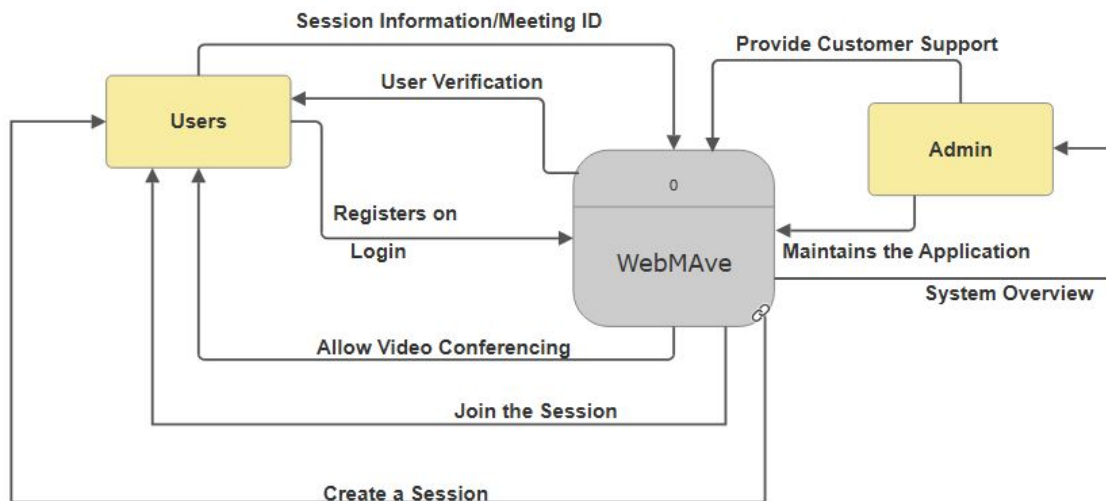 Session Information/Meeting ID
Provide Customer Support
User Verification
Users
Admin
0
Registers on
Login
WebMAve
Maintains the Application
System Overview
Allow Video Conferencing
Join the Session
Create a Session